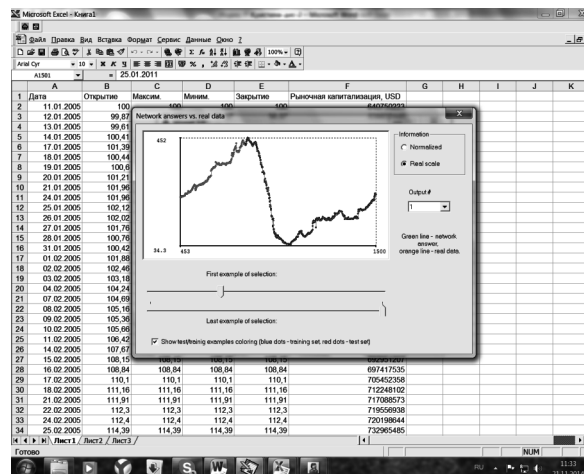 Microsoft Excel - Книга1
Файл Правка Вид Вставка Формат Сервис Данные Окно ?
100%
Arial Cyr 10 Ж К Ч
A1501 = 25.01.2011
A B C D E F G H I J K
1 Дата Открытие Максим. Миним. Закрытие Рыночная капитализация, USD
2 11.01.2005 100 100 100 100 640750233
3 12.01.2005 99,87
4 13.01.2005 99,61
5 14.01.2005 100,41
6 17.01.2005 101,39
7 18.01.2005 100,44
8 19.01.2005 100,6
9 20.01.2005 101,21
10 21.01.2005 101,96
11 24.01.2005 101,96
12 25.01.2005 102,12
13 26.01.2005 102,02
14 27.01.2005 101,76
15 28.01.2005 100,76
16 31.01.2005 100,42
17 01.02.2005 101,88
18 02.02.2005 102,46
19 03.02.2005 103,18
20 04.02.2005 104,24
21 07.02.2005 104,69
22 08.02.2005 105,16
23 09.02.2005 105,36
24 10.02.2005 105,66
25 11.02.2005 106,42
26 14.02.2005 107,67
27 15.02.2005 108,15 108,15 108,15 108,15 692931207
28 16.02.2005 108,84 108,84 108,84 108,84 697417535
29 17.02.2005 110,1 110,1 110,1 110,1 705452358
30 18.02.2005 111,16 111,16 111,16 111,16 712248102
31 21.02.2005 111,91 111,91 111,91 111,91 717088573
32 22.02.2005 112,3 112,3 112,3 112,3 719556938
33 24.02.2005 112,4 112,4 112,4 112,4 720198644
34 25.02.2005 114,39 114,39 114,39 114,39 732965485
Network answers vs. real data
452
34.3
453
1500
Information
Normalized
Real scale
Output #
1
Green line - network
answer,
orange line - real data.
First example of selection:
Last example of selection:
Show test/trainig examples coloring (blue dots - training set, red dots - test set)
Лист1 Лист2 Лист3
Готово NUM
RU 11:33